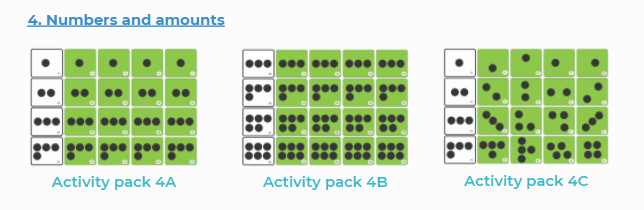 4. Numbers and amounts
Activity pack 4A
Activity pack 4B
Activity pack 4C